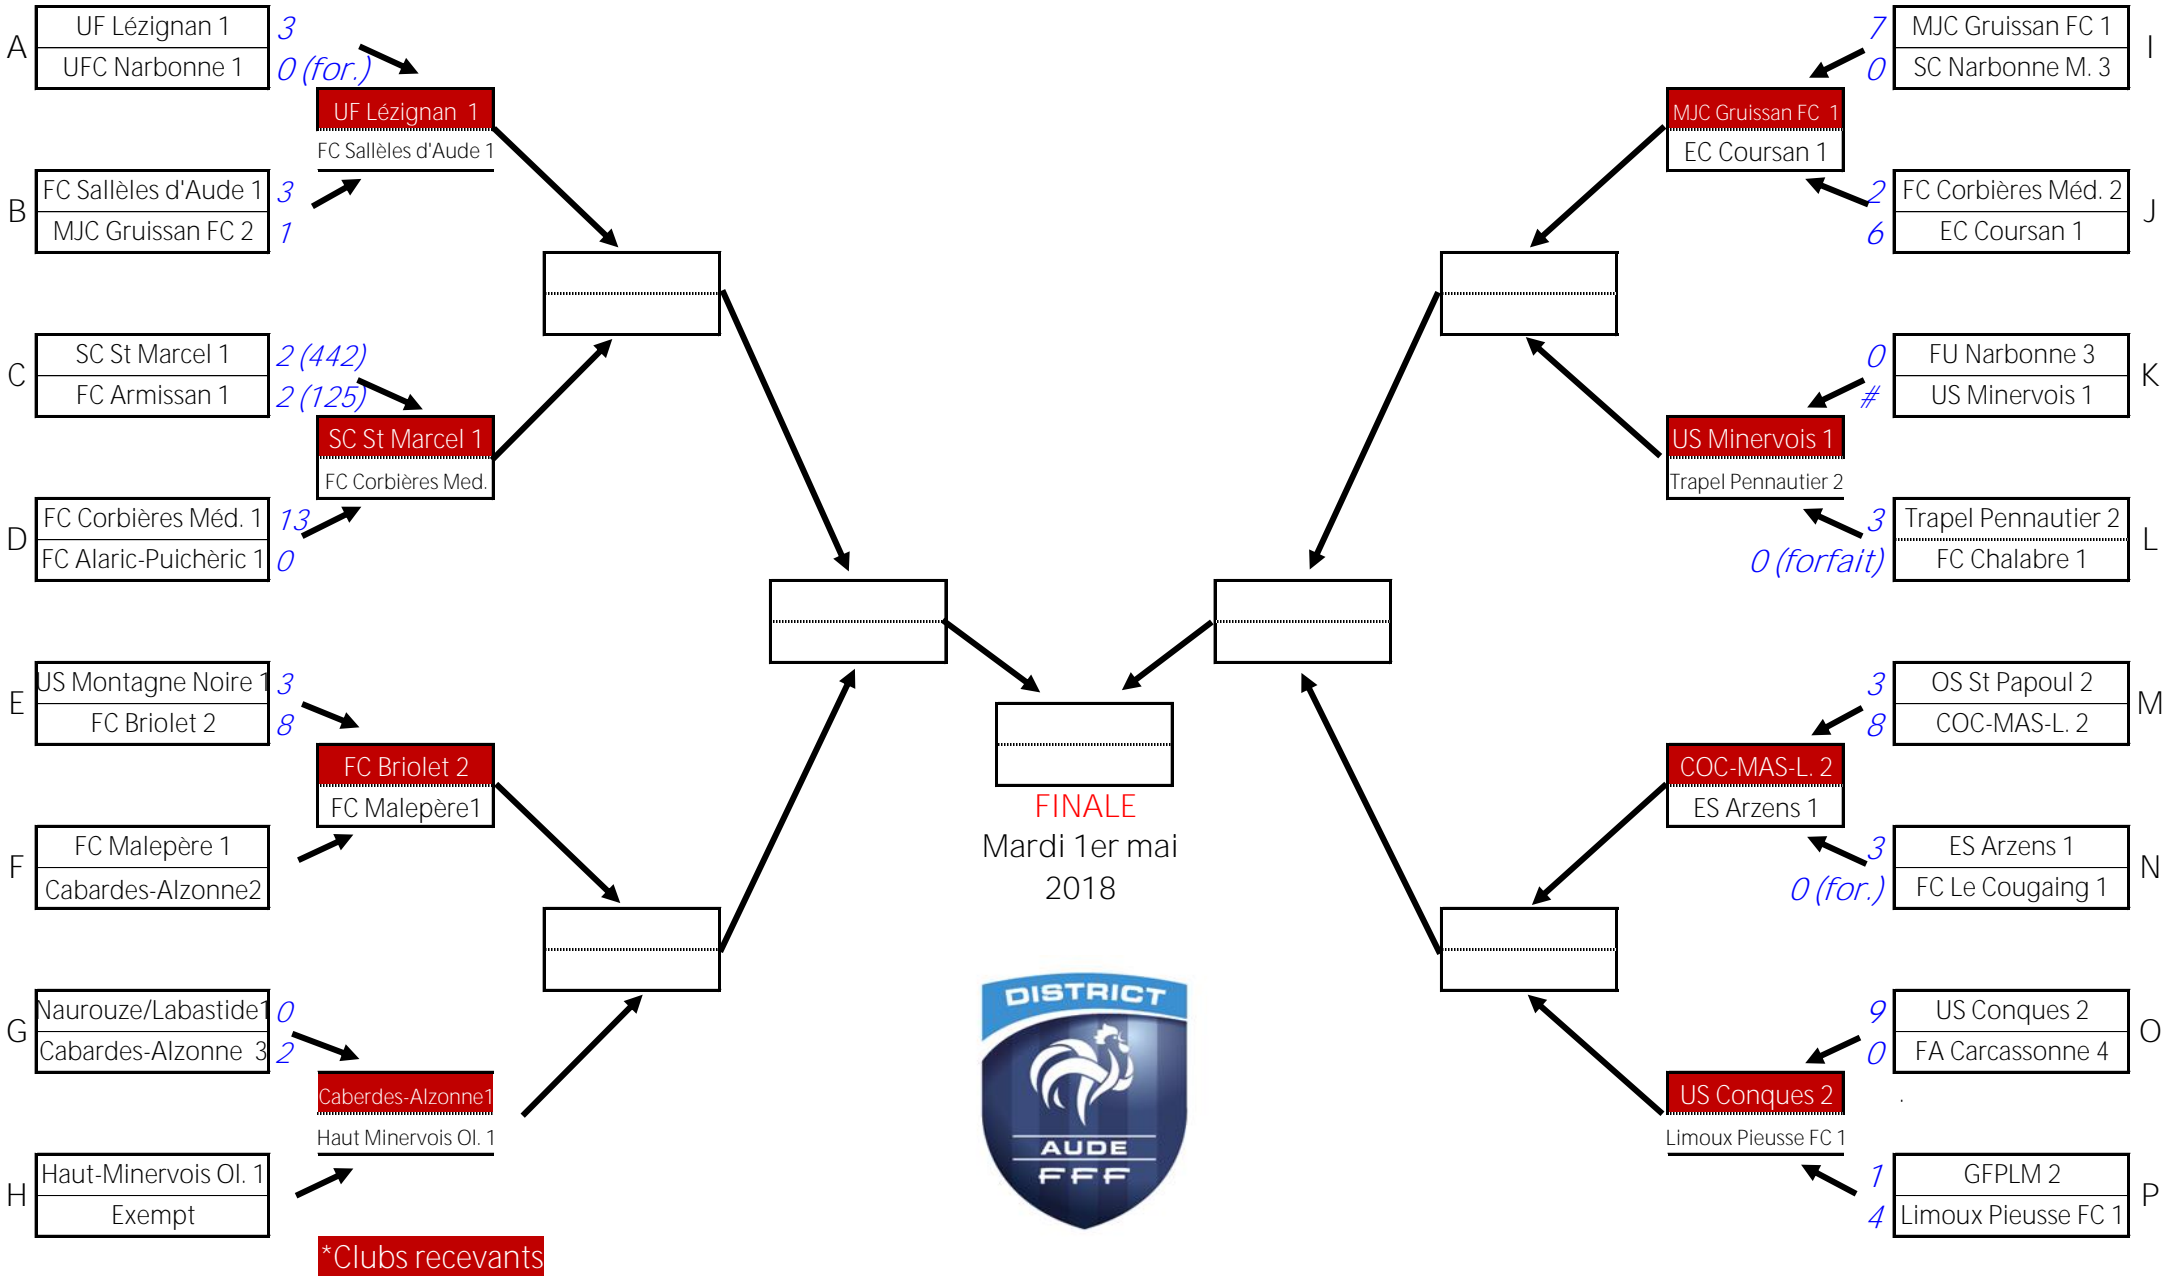 A
UF Lézignan 1
3
UFC Narbonne 1
0 (for.)
UF Lézignan 1
FC Sallèles d'Aude 1
B
FC Sallèles d'Aude 1
3
MJC Gruissan FC 2
1
C
SC St Marcel 1
2 (442)
FC Armissan 1
2 (125)
SC St Marcel 1
FC Corbières Med.
D
FC Corbières Méd. 1
13
FC Alaric-Puichèric 1
0
E
US Montagne Noire 1
3
FC Briolet 2
8
FC Briolet 2
FC Malepère1
F
FC Malepère 1
Cabardes-Alzonne2
G
Naurouze/Labastide1
0
Cabardes-Alzonne 3
2
Caberdes-Alzonne1
Haut Minervois Ol. 1
H
Haut-Minervois Ol. 1
Exempt
*Clubs recevants
FINALE
Mardi 1er mai
2018
DISTRICT
AUDE
FFF
7
MJC Gruissan FC 1
I
0
SC Narbonne M. 3
MJC Gruissan FC 1
EC Coursan 1
2
FC Corbières Méd. 2
J
6
EC Coursan 1
0
FU Narbonne 3
K
#
US Minervois 1
US Minervois 1
Trapel Pennautier 2
3
Trapel Pennautier 2
L
0 (forfait)
FC Chalabre 1
3
OS St Papoul 2
M
8
COC-MAS-L. 2
COC-MAS-L. 2
ES Arzens 1
3
ES Arzens 1
N
0 (for.)
FC Le Cougaing 1
9
US Conques 2
O
0
FA Carcassonne 4
US Conques 2
.
Limoux Pieusse FC 1
1
GFPLM 2
P
4
Limoux Pieusse FC 1